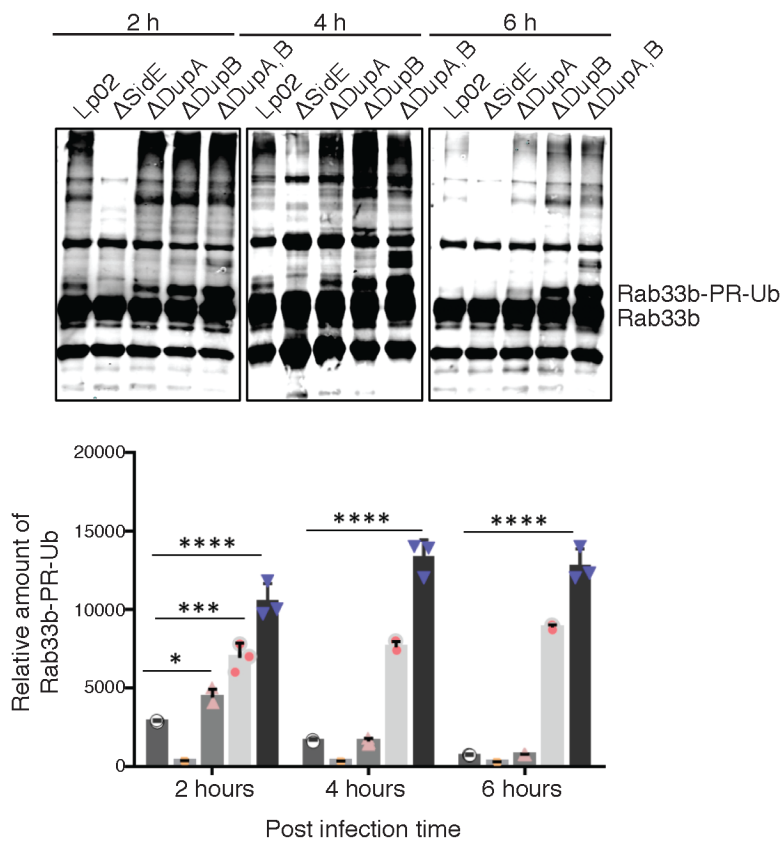 2 h 4 h 6 h
Lp02 ΔSidE ΔDupA ΔDupB ΔDupA,B Lp02 ΔSidE ΔDupA ΔDupB ΔDupA,B Lp02 ΔSidE ΔDupA ΔDupB ΔDupA,B
Rab33b-PR-Ub
Rab33b
Relative amount of
Rab33b-PR-Ub
20000
15000
10000
5000
0
* *** **** **** ****
2 hours 4 hours 6 hours
Post infection time